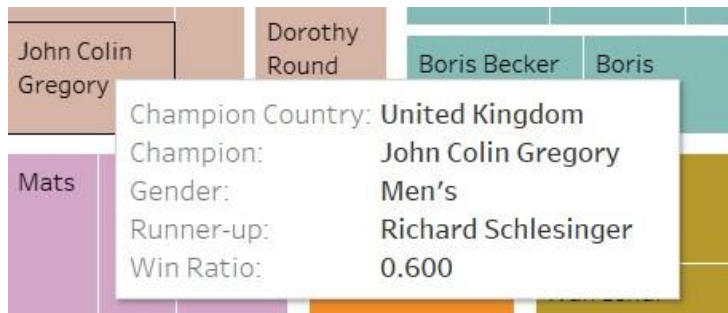 John Colin
Gregory
Dorothy
Round
Boris Becker
Boris
Mats
Champion Country: United Kingdom
Champion: John Colin Gregory
Gender: Men's
Runner-up: Richard Schlesinger
Win Ratio: 0.600